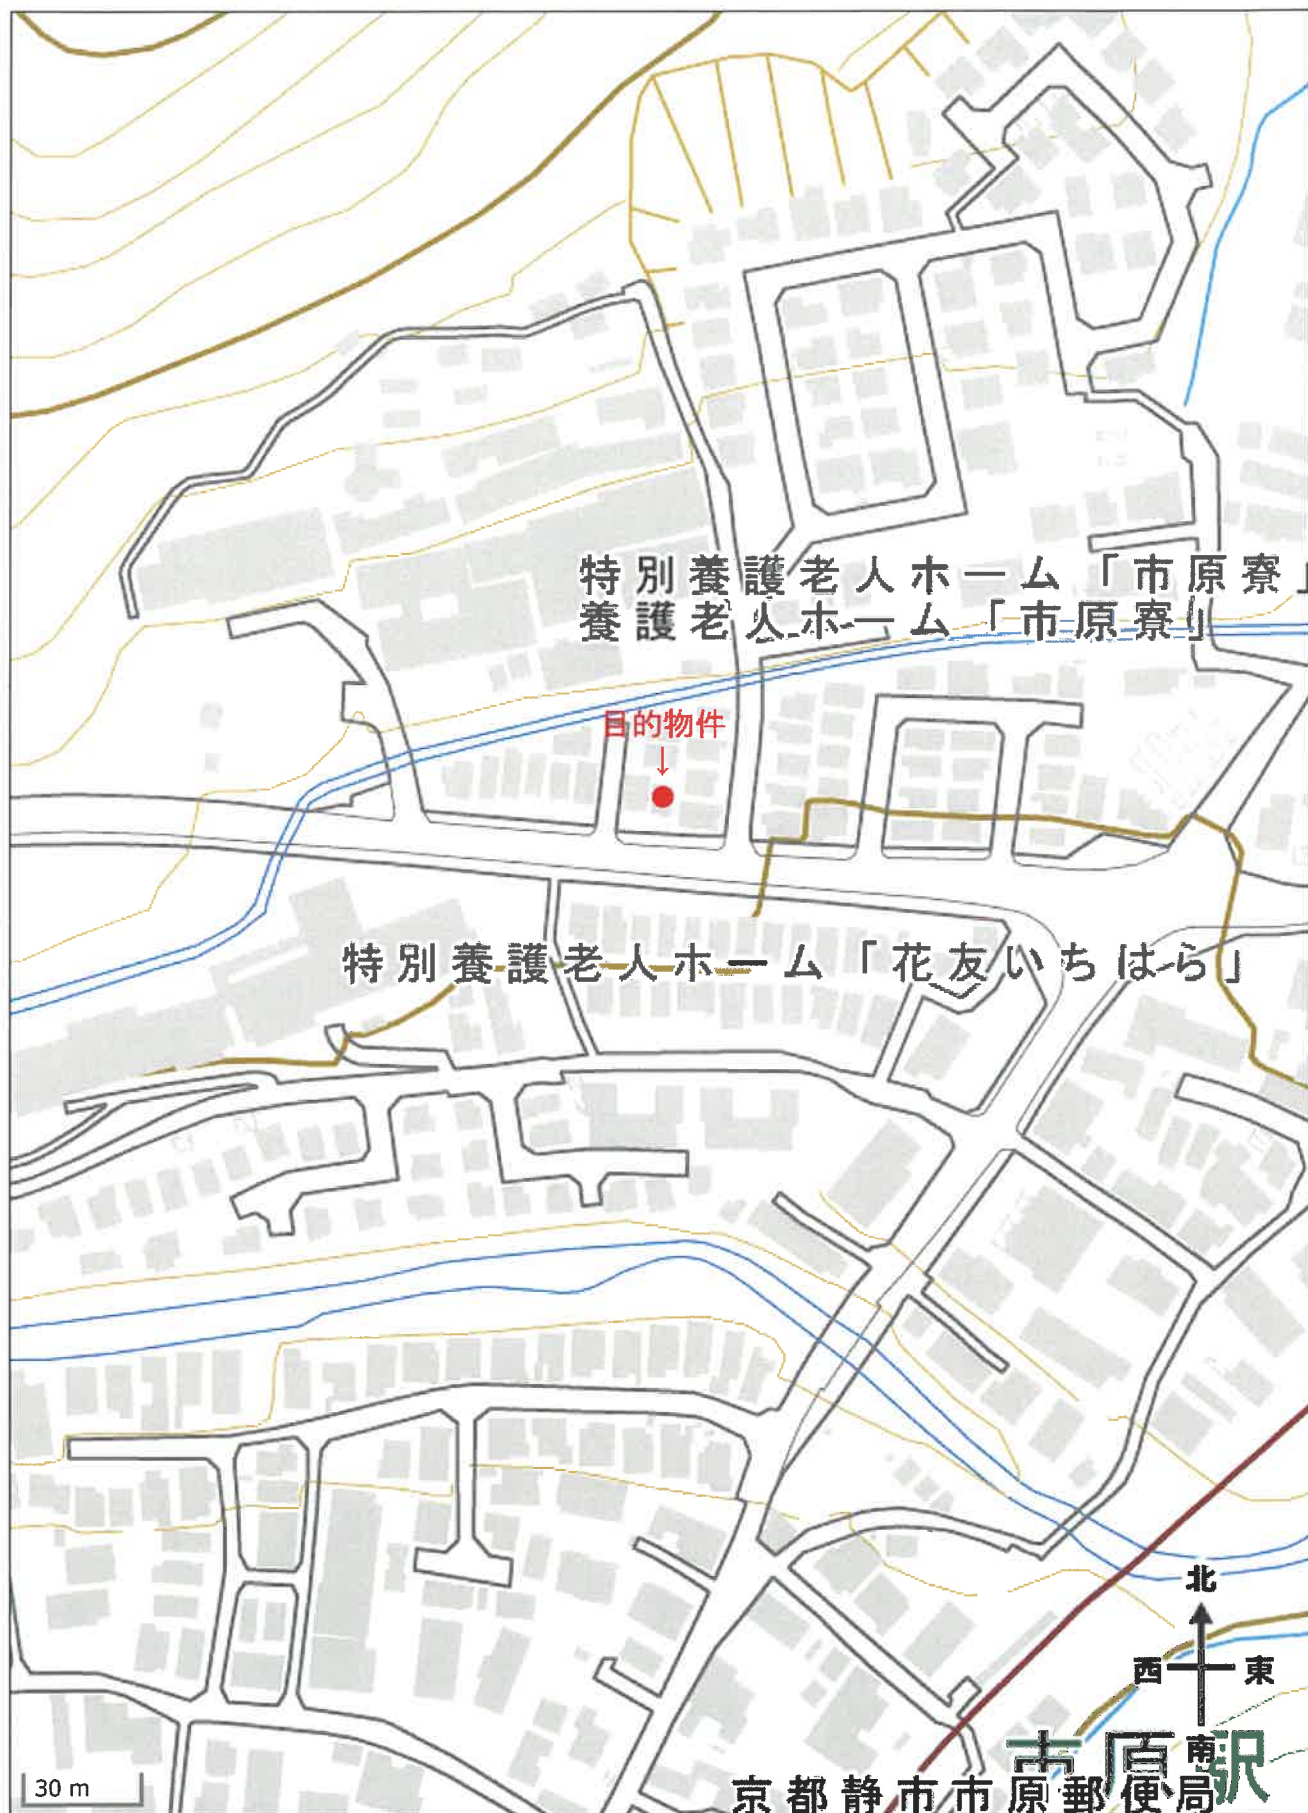 特別養護老人ホーム「市原寮」
養護老人ホーム「市原寮」
目的物件
↓
特別養護老人ホーム「花友いちはら」
北
西 東
南
市原駅
京都静市市原郵便局
30 m